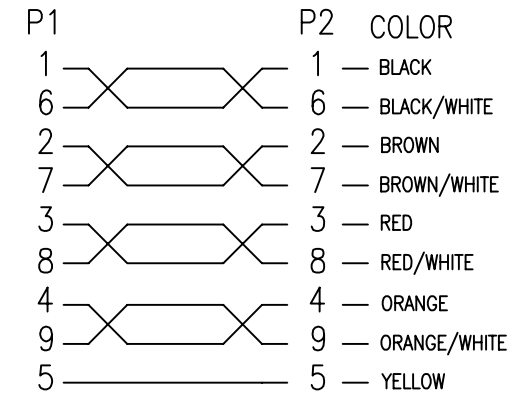 P1 P2 COLOR
1 1 — BLACK
6 6 — BLACK/WHITE
2 2 — BROWN
7 7 — BROWN/WHITE
3 3 — RED
8 8 — RED/WHITE
4 4 — ORANGE
9 9 — ORANGE/WHITE
5 5 — YELLOW